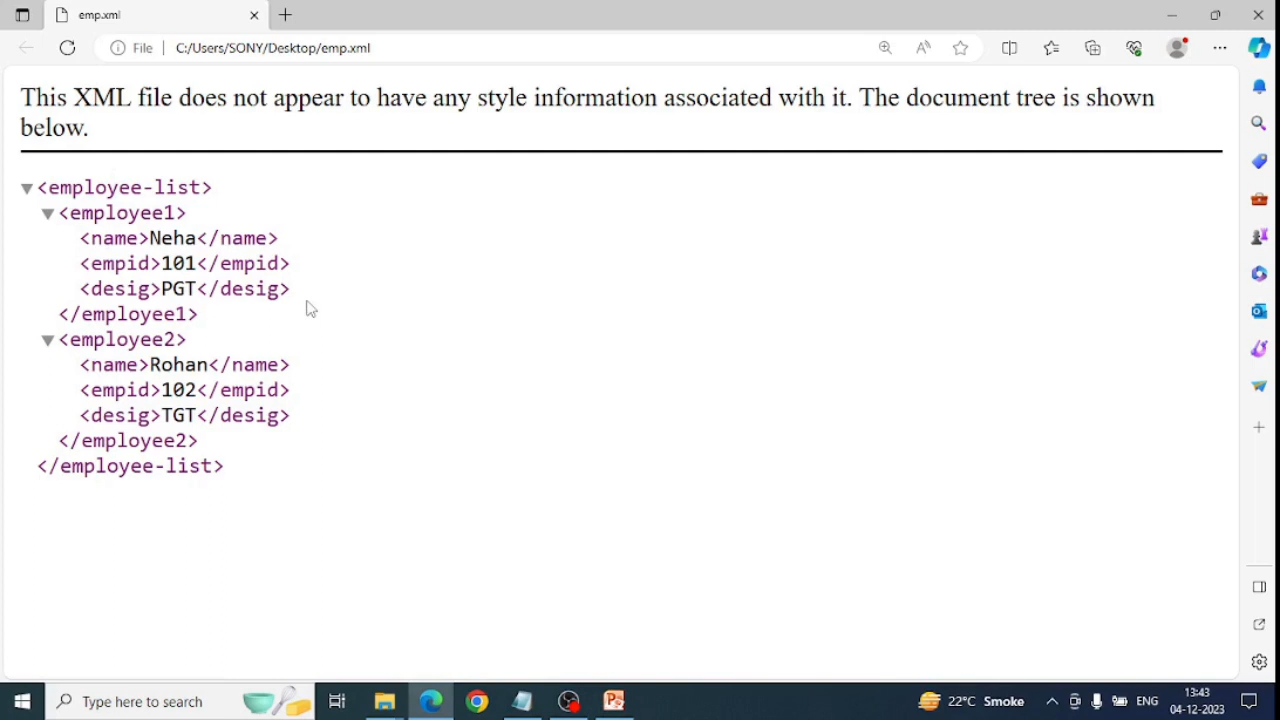 emp.xml
File C:/Users/SONY/Desktop/emp.xml
This XML file does not appear to have any style information associated with it. The document tree is shown
below.
<employee-list>
<employee1>
<name>Neha</name>
<empid>101</empid>
<desig>PGT</desig>
</employee1>
<employee2>
<name>Rohan</name>
<empid>102</empid>
<desig>TGT</desig>
</employee2>
</employee-list>
Type here to search
22°C Smoke
ENG
13:43
04-12-2023